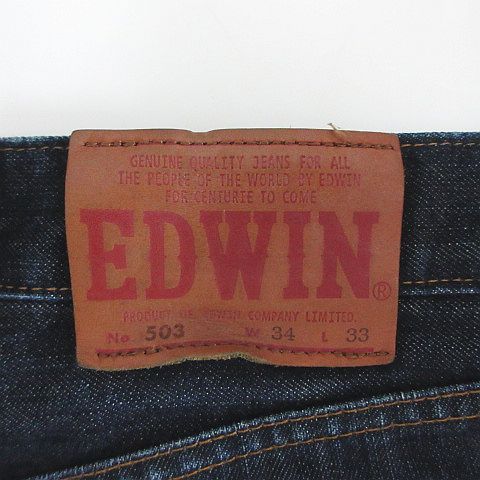 GENUINE QUALITY JEANS FOR ALL
THE PEOPLE OF THE WORLD BY EDWIN
FOR CENTURIE TO COME
EDWIN®
PRODUCT OF EDWIN COMPANY LIMITED.
No. 503 W 34 L 33